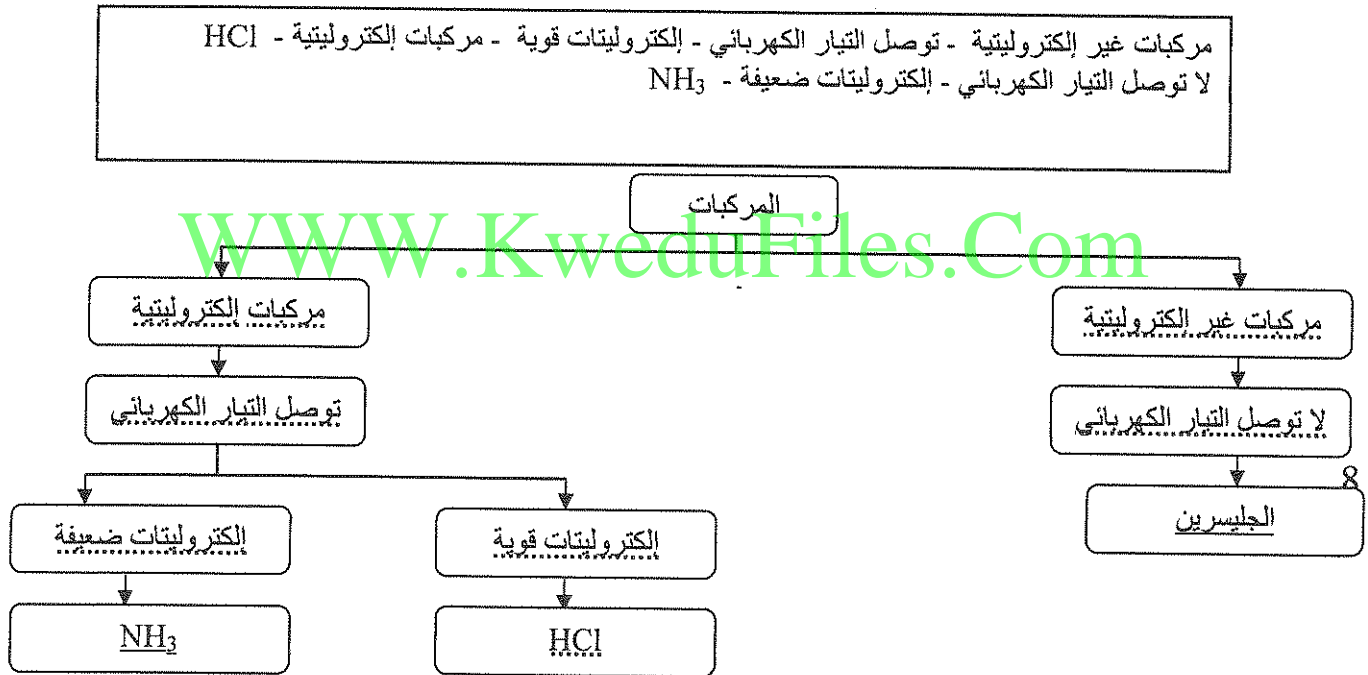 مركبات غير إلكتروليتية - توصل التيار الكهربائي - إلكتروليتات قوية - مركبات إلكتروليتية - HCl
لا توصل التيار الكهربائي - إلكتروليتات ضعيفة - NH₃
المركبات
WWW.KweduFiles.Com
مركبات غير إلكتروليتية
مركبات إلكتروليتية
لا توصل التيار الكهربائي
توصل التيار الكهربائي
8
الجليسرين
إلكتروليتات قوية
إلكتروليتات ضعيفة
HCl
NH₃